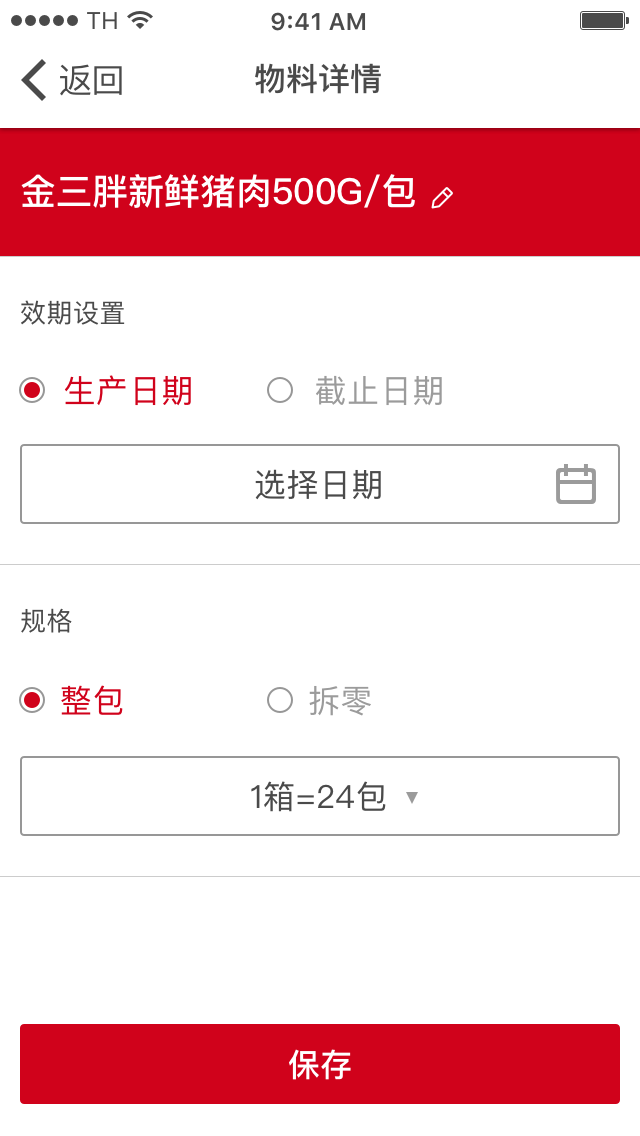 TH 9:41 AM
返回 物料详情
金三胖新鲜猪肉500G/包
效期设置
生产日期 截止日期
选择日期
规格
整包 拆零
1箱=24包
保存